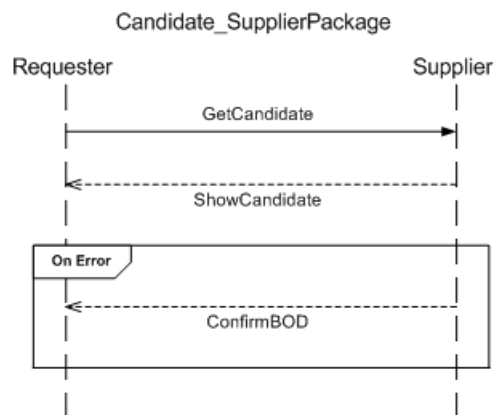 Candidate_SupplierPackage
Requester
Supplier
GetCandidate
ShowCandidate
On Error
ConfirmBOD